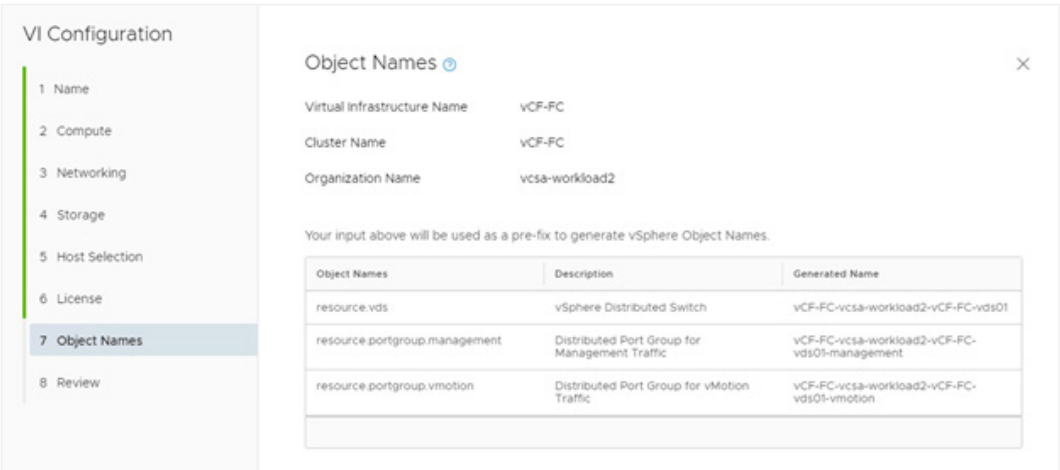 VI Configuration
1 Name
2 Compute
3 Networking
4 Storage
5 Host Selection
6 License
7 Object Names
8 Review
Object Names
Virtual Infrastructure Name vCF-FC
Cluster Name vCF-FC
Organization Name vcsa-workload2
Your input above will be used as a pre-fix to generate vSphere Object Names.
Object Names Description Generated Name
resource.vds vSphere Distributed Switch vCF-FC-vcsa-workload2-vCF-FC-vds01
resource.portgroup.management Distributed Port Group for vCF-FC-vcsa-workload2-vCF-FC-
Management Traffic vds01-management
resource.portgroup.vmotion Distributed Port Group for vMotion vCF-FC-vcsa-workload2-vCF-FC-
Traffic vds01-vmotion